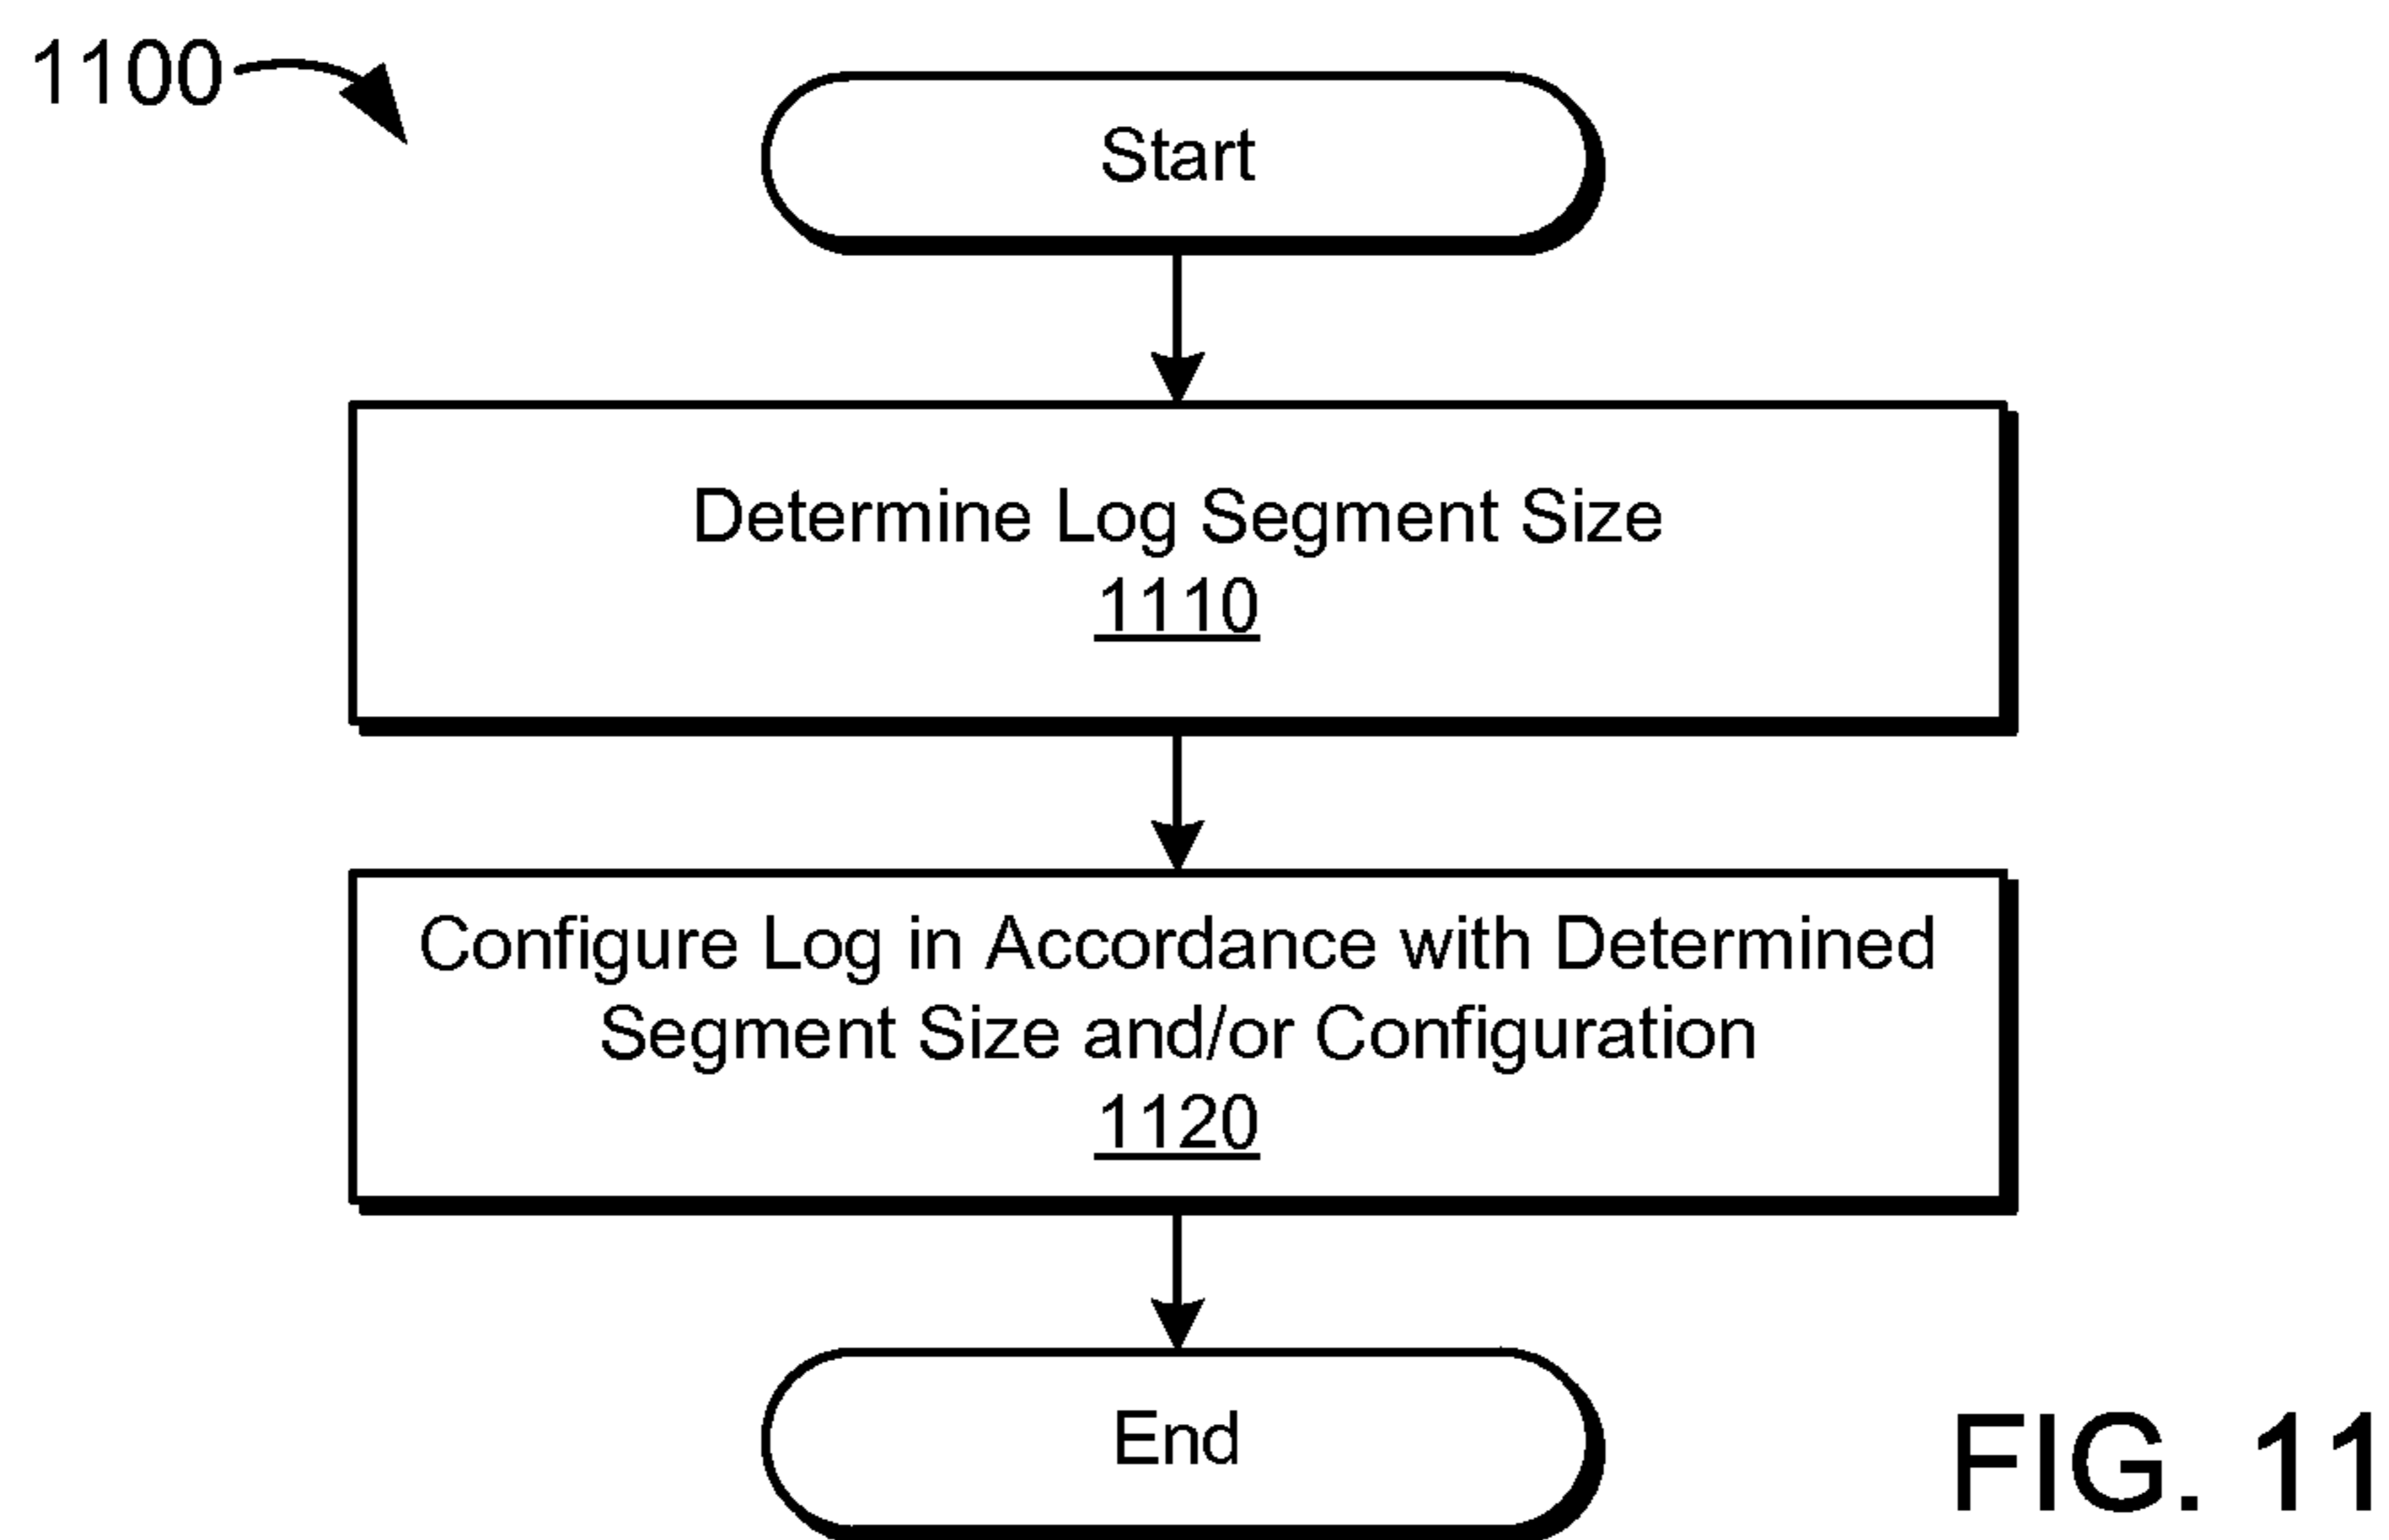 1100
Start
Determine Log Segment Size
1110
Configure Log in Accordance with Determined
Segment Size and/or Configuration
1120
End
FIG. 11